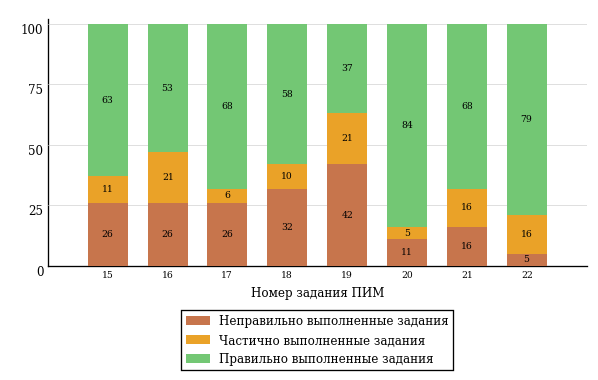 100
63 53 68 58 37 84 68 79
75
11 21 6 10 21 5 16 16
50
26 26 26 32 42 11 16 5
25
0
15 16 17 18 19 20 21 22
Номер задания ПИМ
Неправильно выполненные задания
Частично выполненные задания
Правильно выполненные задания